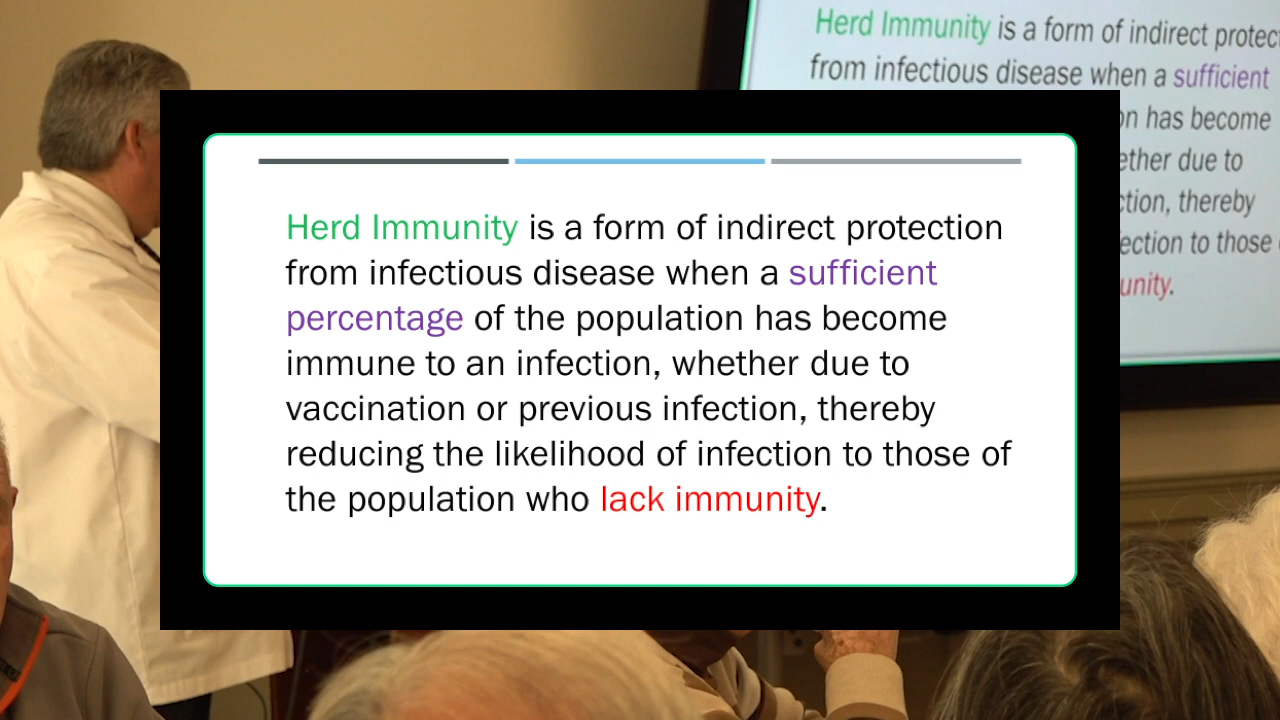 Herd Immunity is a form of indirect protection
from infectious disease when a sufficient
percentage of the population has become
immune to an infection, whether due to
vaccination or previous infection, thereby
reducing the likelihood of infection to those of
the population who lack immunity.
Herd Immunity is a form of indirect protec
from infectious disease when a sufficient
on has become
ether due to
ction, thereby
ection to those
unity.